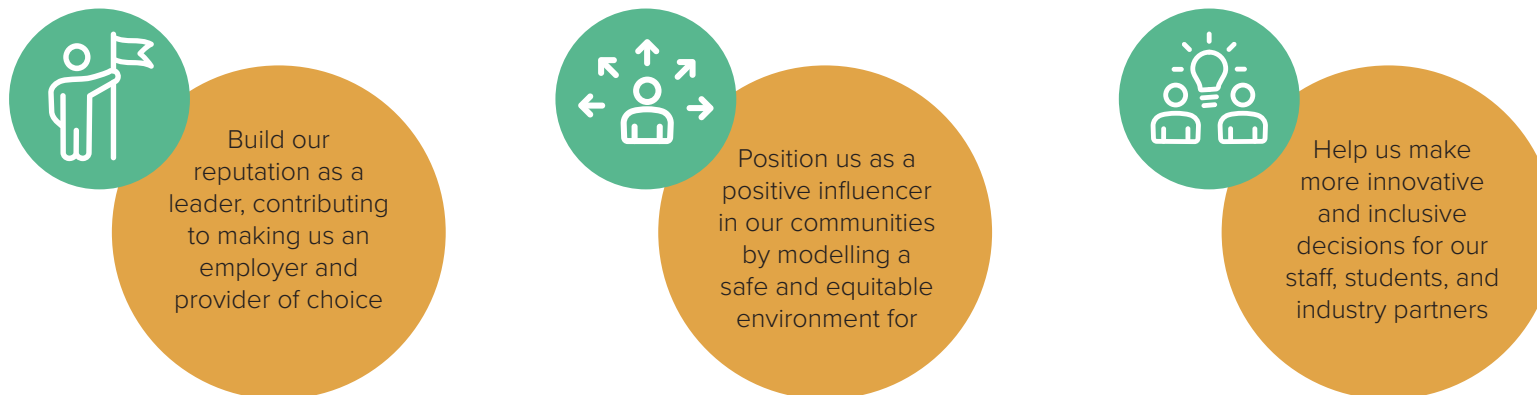 Build our
reputation as a
leader, contributing
to making us an
employer and
provider of choice
Position us as a
positive influencer
in our communities
by modelling a
safe and equitable
environment for
Help us make
more innovative
and inclusive
decisions for our
staff, students, and
industry partners